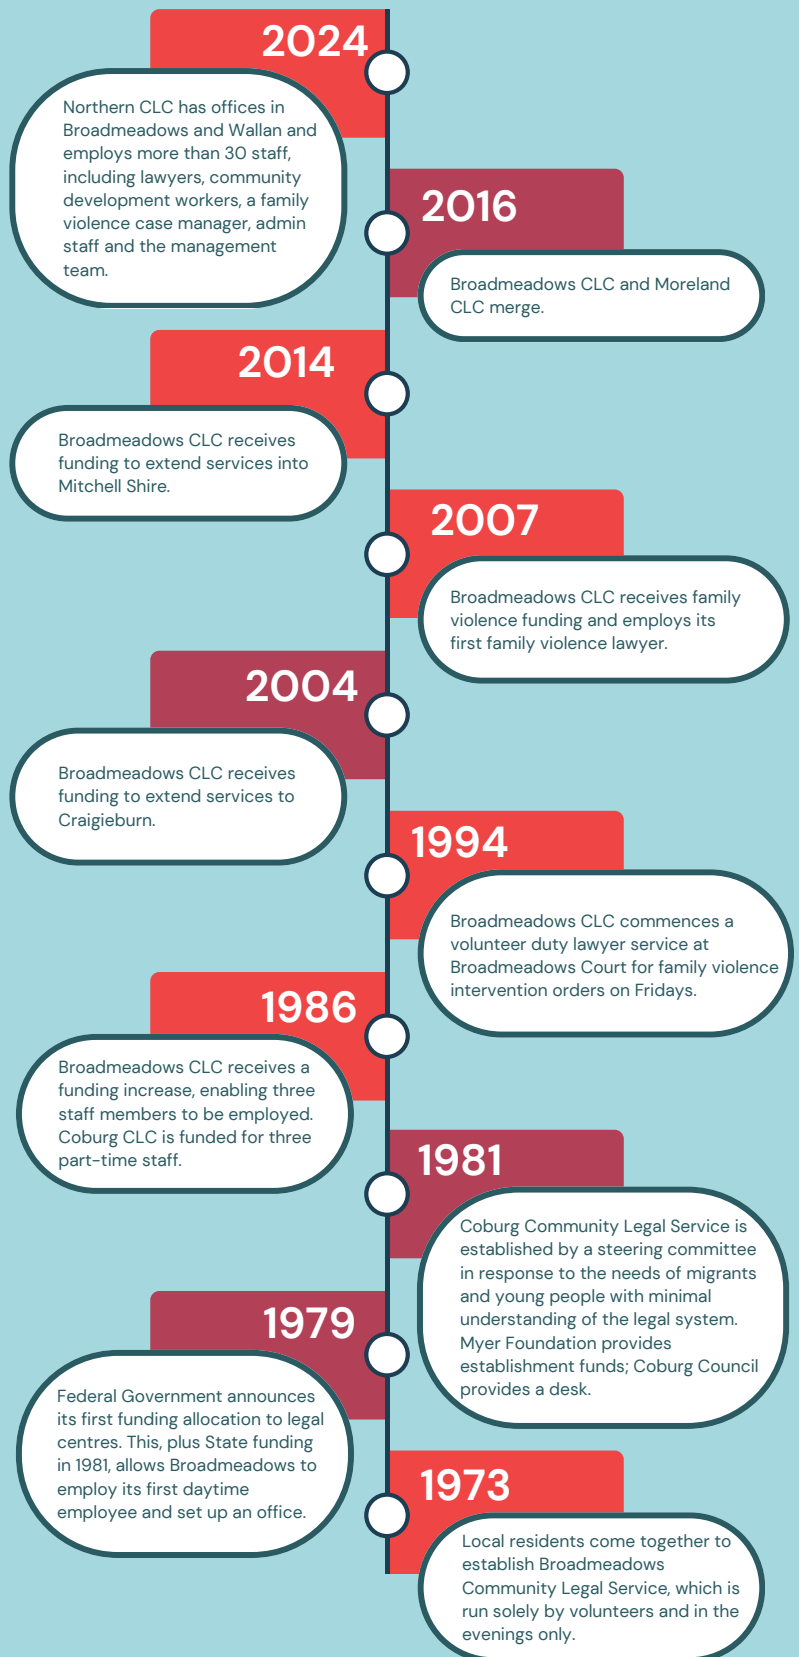 2024
Northern CLC has offices in
Broadmeadows and Wallan and
employs more than 30 staff,
including lawyers, community
development workers, a family
violence case manager, admin
staff and the management
team.
2016
Broadmeadows CLC and Moreland
CLC merge.
2014
Broadmeadows CLC receives
funding to extend services into
Mitchell Shire.
2007
Broadmeadows CLC receives family
violence funding and employs its
first family violence lawyer.
2004
Broadmeadows CLC receives
funding to extend services to
Craigieburn.
1994
Broadmeadows CLC commences a
volunteer duty lawyer service at
Broadmeadows Court for family violence
intervention orders on Fridays.
1986
Broadmeadows CLC receives a
funding increase, enabling three
staff members to be employed.
Coburg CLC is funded for three
part-time staff.
1981
Coburg Community Legal Service is
established by a steering committee
in response to the needs of migrants
and young people with minimal
understanding of the legal system.
Myer Foundation provides
establishment funds; Coburg Council
provides a desk.
1979
Federal Government announces
its first funding allocation to legal
centres. This, plus State funding
in 1981, allows Broadmeadows to
employ its first daytime
employee and set up an office.
1973
Local residents come together to
establish Broadmeadows
Community Legal Service, which is
run solely by volunteers and in the
evenings only.